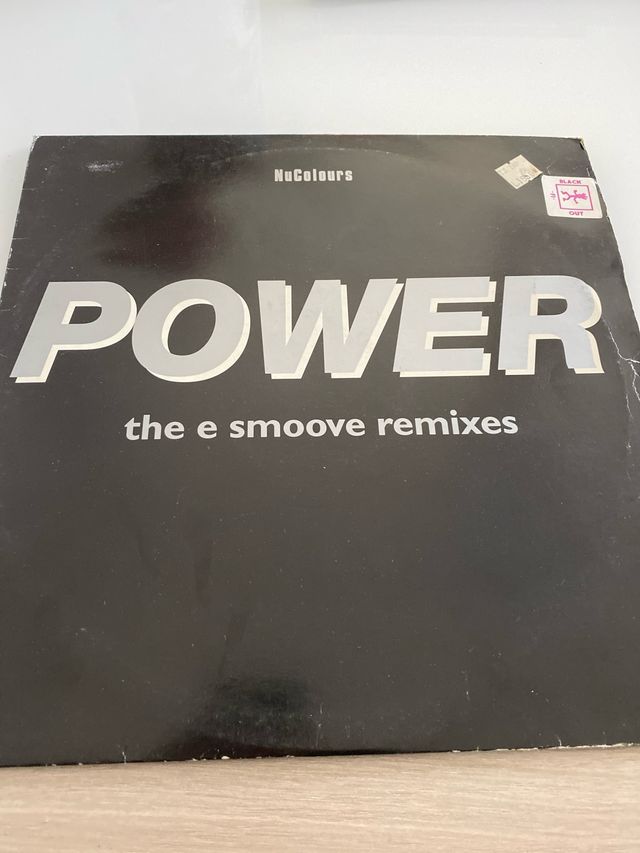 NuColours
BLACK
OUT
POWER
the e smoove remixes